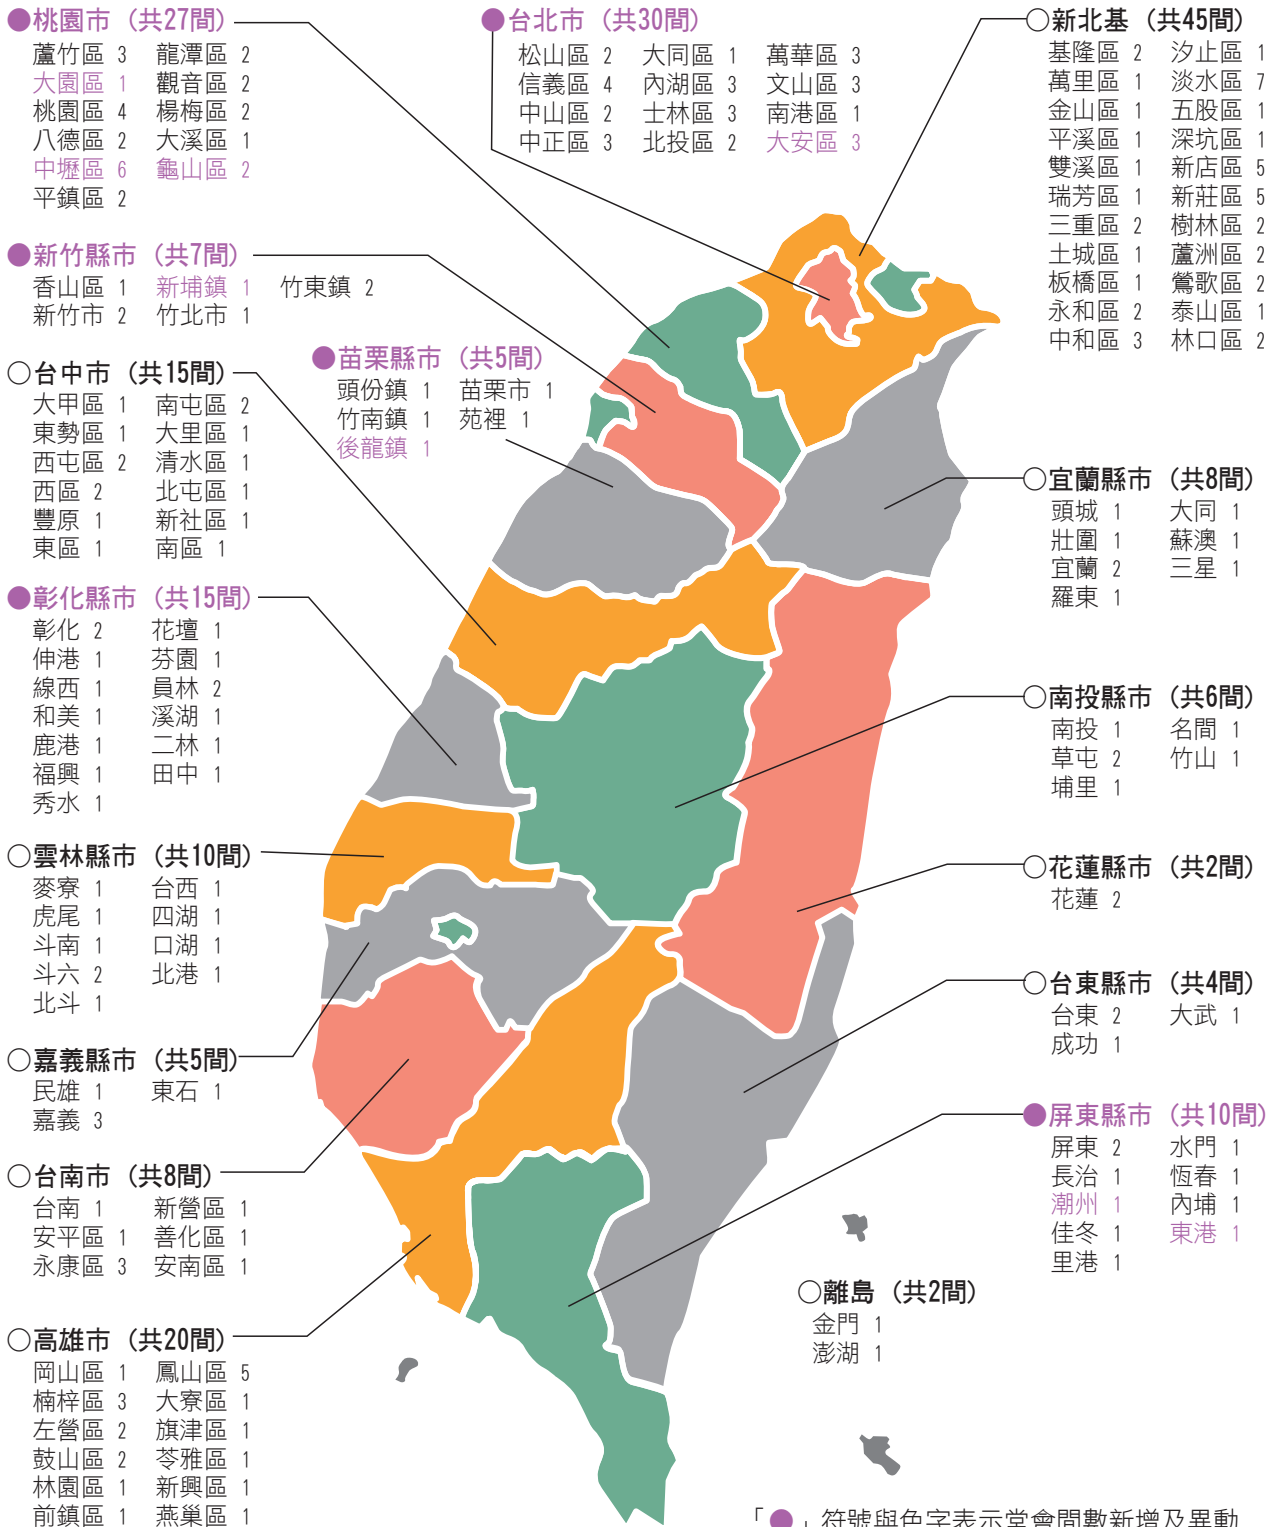 ●桃園市（共27間）
蘆竹區 3 龍潭區 2
大園區 1 觀音區 2
桃園區 4 楊梅區 2
八德區 2 大溪區 1
中壢區 6 龜山區 2
平鎮區 2
●台北市（共30間）
松山區 2 大同區 1 萬華區 3
信義區 4 內湖區 3 文山區 3
中山區 2 士林區 3 南港區 1
中正區 3 北投區 2 大安區 3
○新北基（共45間）
基隆區 2 汐止區 1
萬里區 1 淡水區 7
金山區 1 五股區 1
平溪區 1 深坑區 1
雙溪區 1 新店區 5
瑞芳區 1 新莊區 5
三重區 2 樹林區 2
土城區 1 蘆洲區 2
板橋區 1 鶯歌區 2
永和區 2 泰山區 1
中和區 3 林口區 2
●新竹縣市（共7間）
香山區 1 新埔鎮 1 竹東鎮 2
新竹市 2 竹北市 1
●苗栗縣市（共5間）
頭份鎮 1 苗栗市 1
竹南鎮 1 苑裡 1
後龍鎮 1
○台中市（共15間）
大甲區 1 南屯區 2
東勢區 1 大里區 1
西屯區 2 清水區 1
西區 2 北屯區 1
豐原 1 新社區 1
東區 1 南區 1
○宜蘭縣市（共8間）
頭城 1 大同 1
壯圍 1 蘇澳 1
宜蘭 2 三星 1
羅東 1
●彰化縣市（共15間）
彰化 2 花壇 1
伸港 1 芬園 1
線西 1 員林 2
和美 1 溪湖 1
鹿港 1 二林 1
福興 1 田中 1
秀水 1
○南投縣市（共6間）
南投 1 名間 1
草屯 2 竹山 1
埔里 1
○雲林縣市（共10間）
麥寮 1 台西 1
虎尾 1 四湖 1
斗南 1 口湖 1
斗六 2 北港 1
北斗 1
○花蓮縣市（共2間）
花蓮 2
○台東縣市（共4間）
台東 2 大武 1
成功 1
○嘉義縣市（共5間）
民雄 1 東石 1
嘉義 3
●屏東縣市（共10間）
屏東 2 水門 1
長治 1 恆春 1
潮州 1 內埔 1
佳冬 1 東港 1
里港 1
○台南市（共8間）
台南 1 新營區 1
安平區 1 善化區 1
永康區 3 安南區 1
○離島（共2間）
金門 1
澎湖 1
○高雄市（共20間）
岡山區 1 鳳山區 5
楠梓區 3 大寮區 1
左營區 2 旗津區 1
鼓山區 2 苓雅區 1
林園區 1 新興區 1
前鎮區 1 燕巢區 1
「●」符號與色字表示堂會間數新增及異動